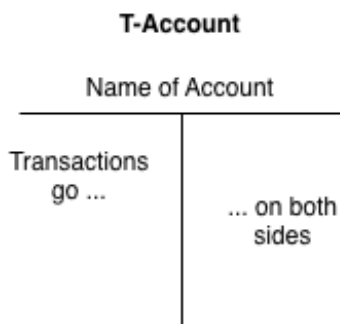 T-Account
Name of Account
Transactions
go ...
... on both
sides